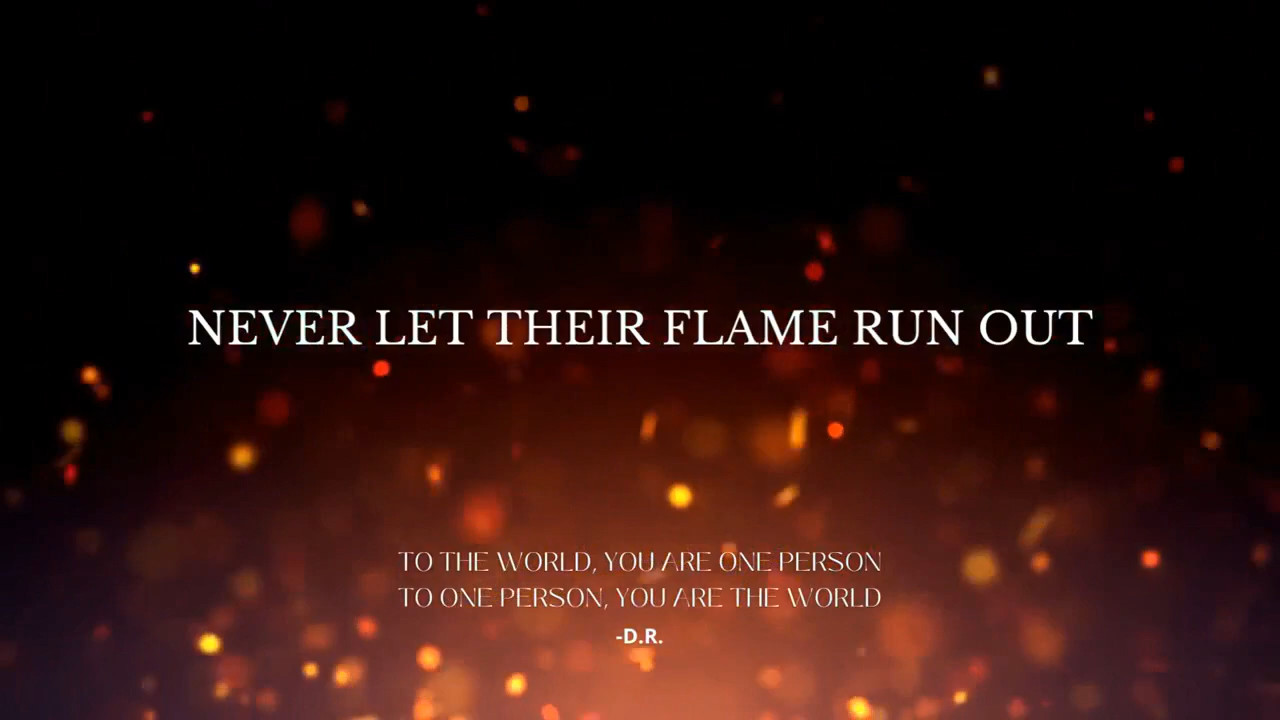 NEVER LET THEIR FLAME RUN OUT
TO THE WORLD, YOU ARE ONE PERSON
TO ONE PERSON, YOU ARE THE WORLD
-D.R.